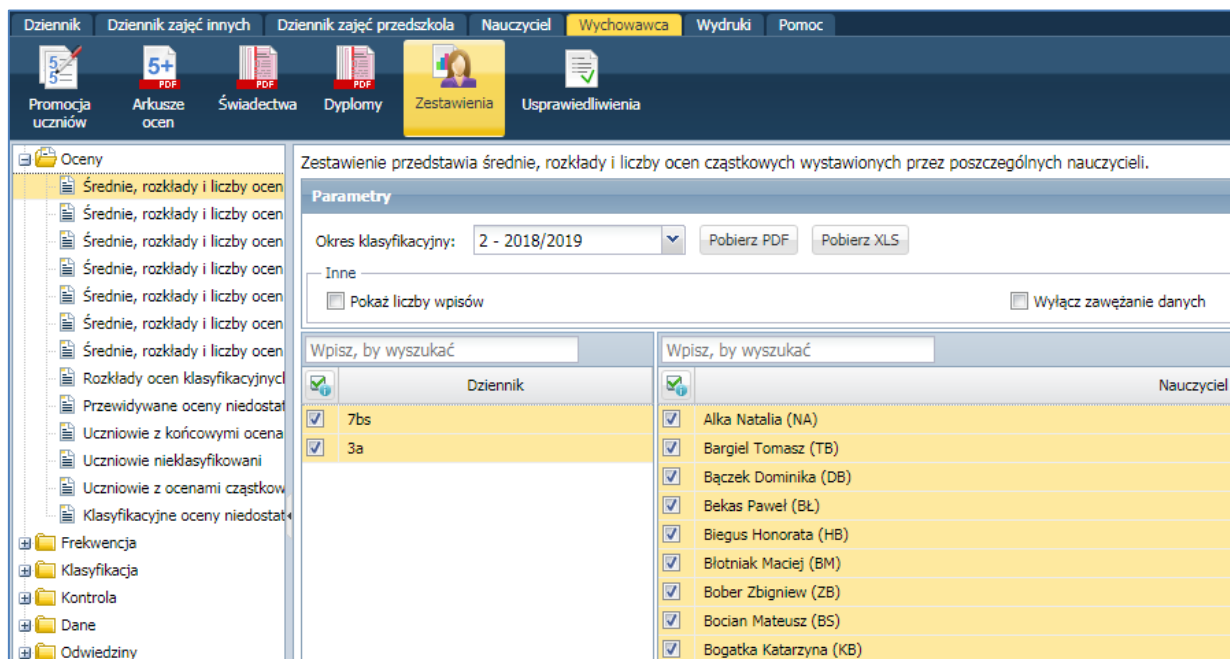 Dziennik Dziennik zajęć innych Dziennik zajęć przedszkola Nauczyciel Wychowawca Wydruki Pomoc
5 5= 5+ PDF PDF PDF
Promocja uczniów Arkusze ocen Świadectwa Dyplomy Zestawienia Usprawiedliwienia
Oceny
Średnie, rozkłady i liczby ocen
Średnie, rozkłady i liczby ocen
Średnie, rozkłady i liczby ocen
Średnie, rozkłady i liczby ocen
Średnie, rozkłady i liczby ocen
Średnie, rozkłady i liczby ocen
Średnie, rozkłady i liczby ocen
Rozkłady ocen klasyfikacyjnycl
Przewidywane oceny niedostat
Uczniowie z końcowymi ocena
Uczniowie nieklasyfikowani
Uczniowie z ocenami cząstkow
Klasyfikacyjne oceny niedostat
Frekwencja
Klasyfikacja
Kontrola
Dane
Odwiedziny
Zestawienie przedstawia średnie, rozkłady i liczby ocen cząstkowych wystawionych przez poszczególnych nauczycieli.
Parametry
Okres klasyfikacyjny: 2 - 2018/2019 Pobierz PDF Pobierz XLS
Inne
Pokaż liczby wpisów Wyłącz zawężanie danych
Wpisz, by wyszukać
Dziennik
7bs
3a
Wpisz, by wyszukać
Nauczyciel
Alka Natalia (NA)
Bargiel Tomasz (TB)
Bączek Dominika (DB)
Bekas Paweł (BŁ)
Biegus Honorata (HB)
Błotniak Maciej (BM)
Bober Zbigniew (ZB)
Bocian Mateusz (BS)
Bogatka Katarzyna (KB)